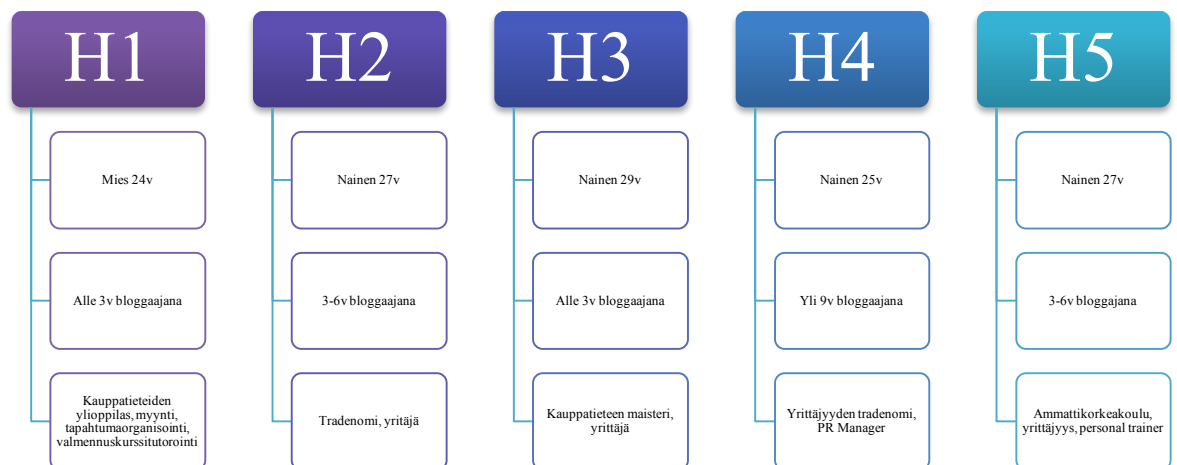 H1
Mies 24v
Alle 3v bloggaajana
Kauppatieteiden
ylioppilas, myynti,
tapahtumaorganisointi,
valmennuskurssitutorointi
H2
Nainen 27v
3-6v bloggaajana
Tradenomi, yritäjä
H3
Nainen 29v
Alle 3v bloggaajana
Kauppatieteen maisteri,
yrittäjä
H4
Nainen 25v
Yli 9v bloggaajana
Yrittäjyyden tradenomi,
PR Manager
H5
Nainen 27v
3-6v bloggajana
Ammattikorkeakoulu,
yrittäjyys, personal trainer